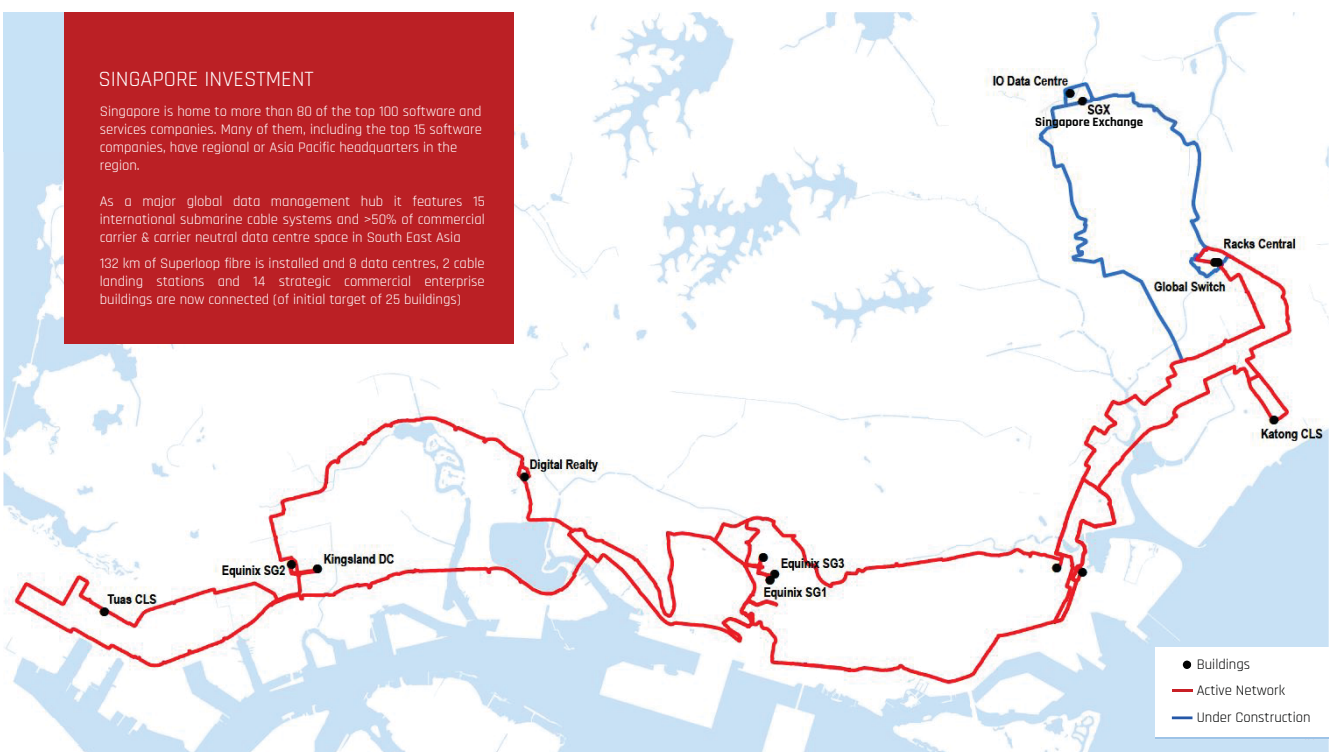 SINGAPORE INVESTMENT
Singapore is home to more than 80 of the top 100 software and
services companies. Many of them, including the top 15 software
companies, have regional or Asia Pacific headquarters in the
region.
As a major global data management hub it features 15
international submarine cable systems and >50% of commercial
carrier & carrier neutral data centre space in South East Asia
132 km of Superloop fibre is installed and 8 data centres, 2 cable
landing stations and 14 strategic commercial enterprise
buildings are now connected (of initial target of 25 buildings)
IO Data Centre
SGX
Singapore Exchange
Racks Central
Global Switch
Katong CLS
Digital Realty
Equinix SG2
Kingsland DC
Equinix SG3
Equinix SG1
Tuas CLS
Buildings
Active Network
Under Construction